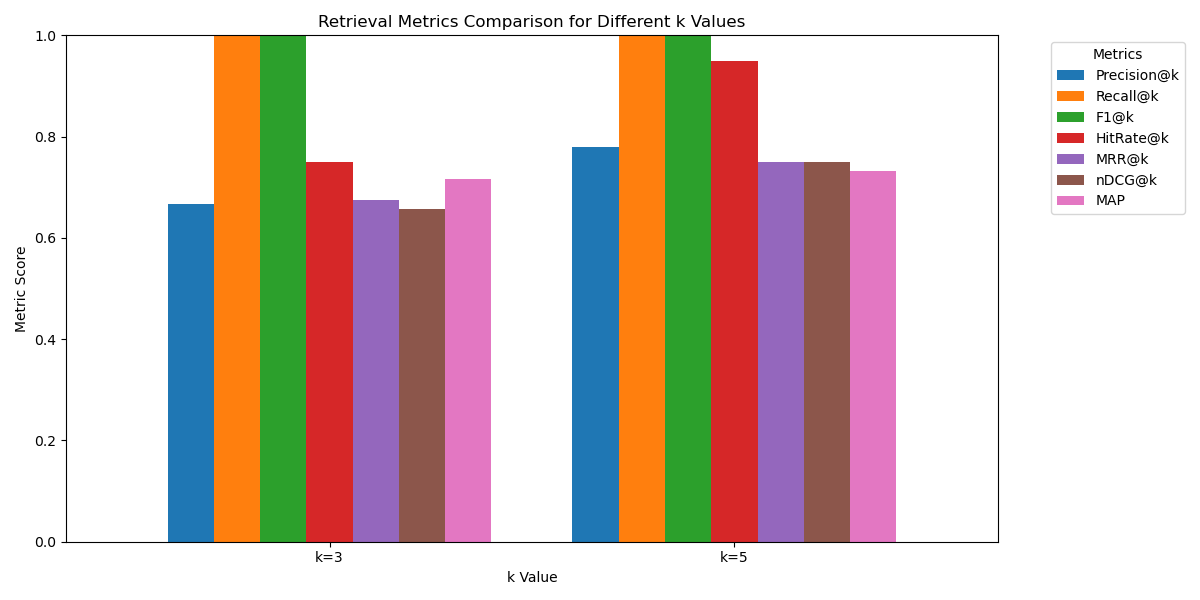 Retrieval Metrics Comparison for Different k Values
1.0
0.8
0.6
0.4
0.2
0.0
Metric Score
k=3
k=5
k Value
Metrics
Precision@k
Recall@k
F1@k
HitRate@k
MRR@k
nDCG@k
MAP